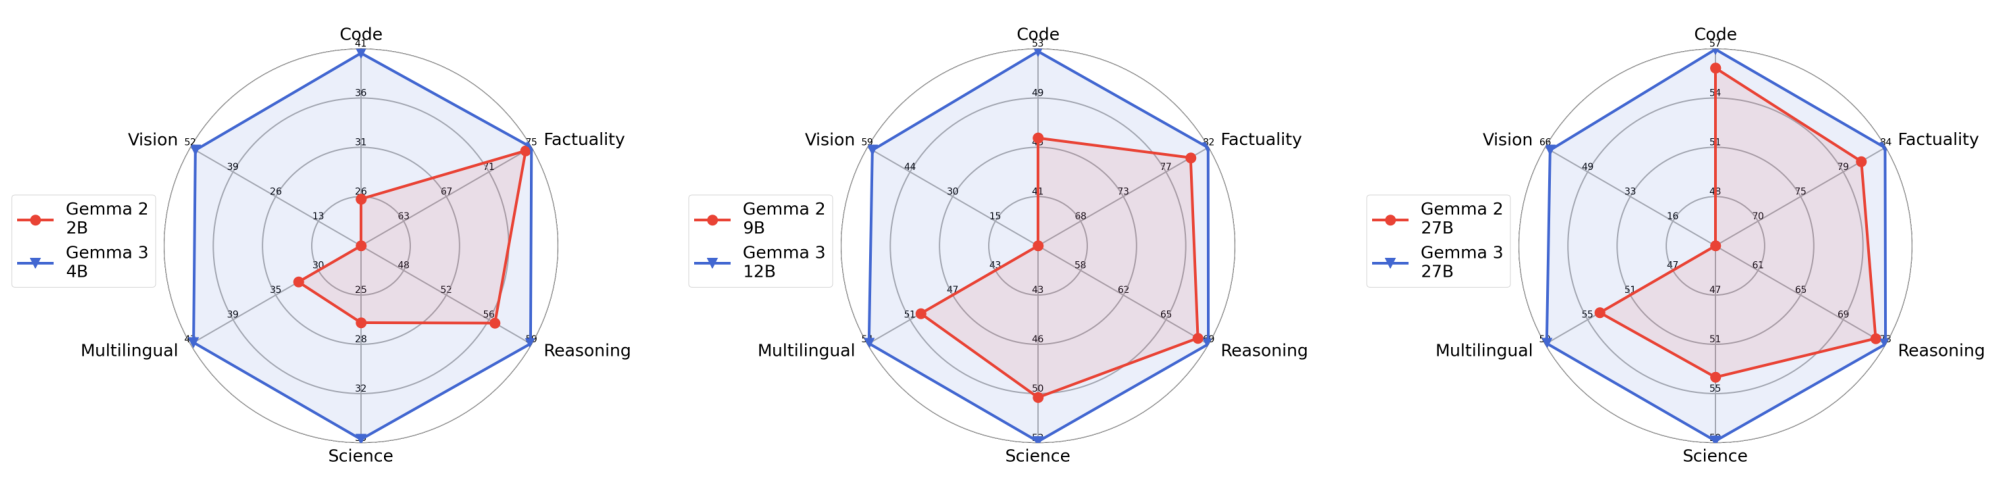 Code
41
36
31
26
Vision
52
39
26
13
Factuality
75
71
67
63
Gemma 2
2B
Gemma 3
4B
30
35
39
Multilingual
25
28
32
Science
48
52
56
59
Reasoning
Code
53
49
45
41
Vision
59
44
30
15
Factuality
82
77
73
68
Gemma 2
9B
Gemma 3
12B
43
47
51
Multilingual
43
46
50
Science
58
62
65
Reasoning
Code
57
54
51
48
Vision
66
49
33
16
Factuality
84
79
75
70
Gemma 2
27B
Gemma 3
27B
47
51
55
Multilingual
47
51
55
Science
61
65
69
Reasoning